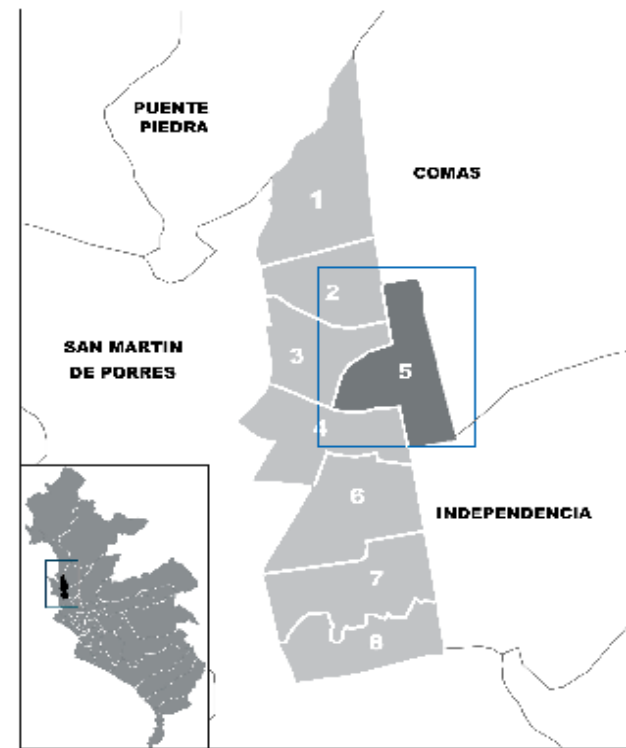 PUENTE
PIEDRA
COMAS
1
2
SAN MARTIN
DE PORRES
3
5
4
6
INDEPENDENCIA
7
8